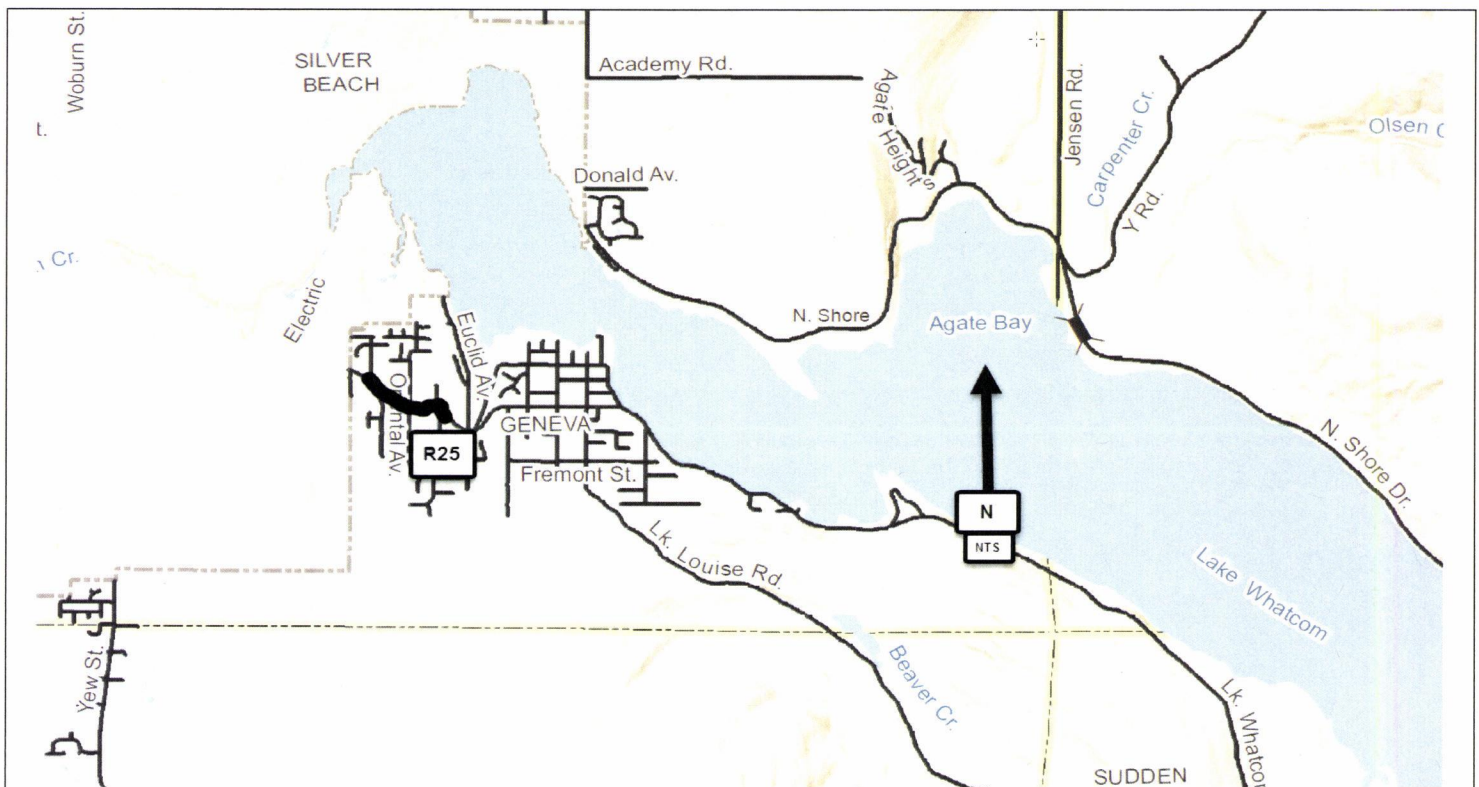 Woburn St.
SILVER
BEACH
Academy Rd.
Agate Heights
Jensen Rd.
Carpenter Cr.
Olsen C
t.
Donald Av.
Y Rd.
Cr.
Electric
Euclid Av.
N. Shore
Agate Bay
GENEVA
R25
Fremont St.
N. Shore Dr.
N
NTS
Lk. Louise Rd.
Lake Whatcom
Yew St.
Beaver Cr.
Lk. Whatcom
SUDDEN